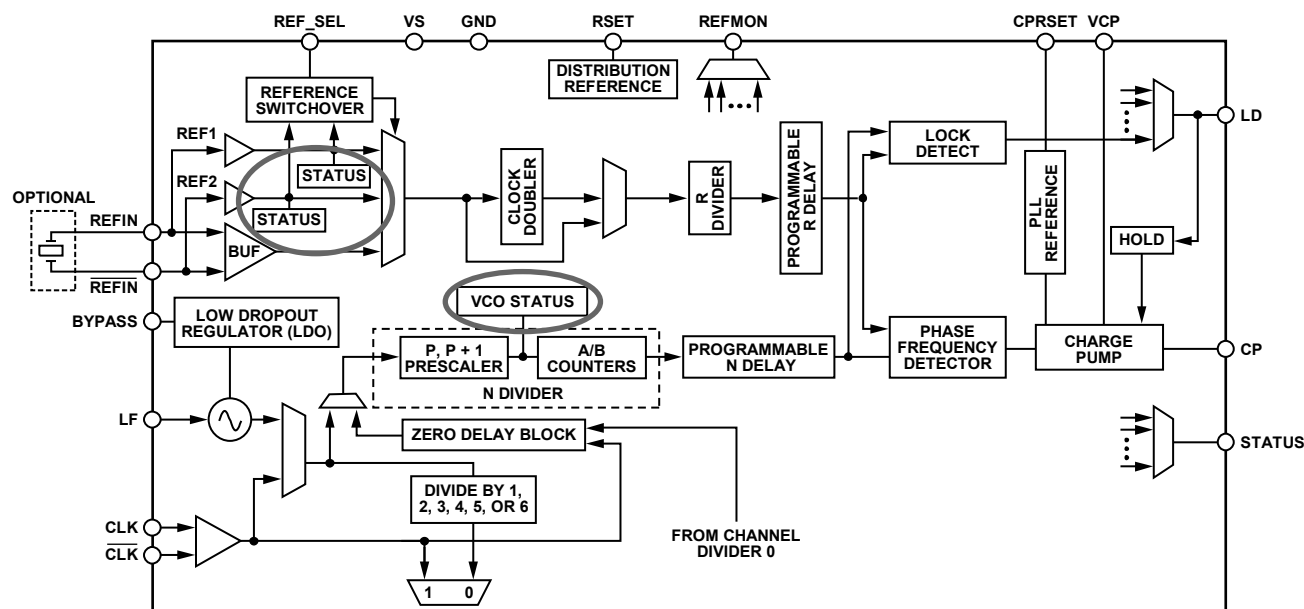 REF_SEL
VS
GND
RSET
REFMON
CPRSET
VCP
DISTRIBUTION
REFERENCE
REFERENCE
SWITCHOVER
REF1
STATUS
REF2
STATUS
BUF
OPTIONAL
REFIN
REFIN
CLOCK
DOUBLER
R
DIVIDER
PROGRAMMABLE
R DELAY
LOCK
DETECT
PLL
REFERENCE
LD
HOLD
BYPASS
LOW DROPOUT
REGULATOR (LDO)
VCO STATUS
P, P + 1
PRESCALER
A/B
COUNTERS
N DIVIDER
PROGRAMMABLE
N DELAY
PHASE
FREQUENCY
DETECTOR
CHARGE
PUMP
CP
LF
ZERO DELAY BLOCK
STATUS
DIVIDE BY 1,
2, 3, 4, 5, OR 6
CLK
CLK
FROM CHANNEL
DIVIDER 0
1 0